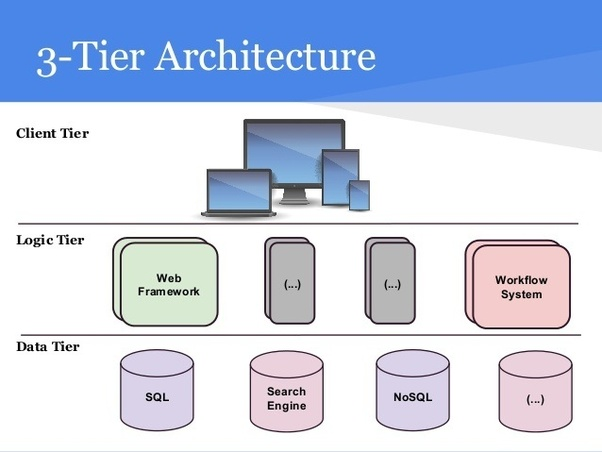 3-Tier Architecture
Client Tier
Logic Tier
Web
Framework
(...)
(...)
Workflow
System
Data Tier
SQL
Search
Engine
NoSQL
(...)